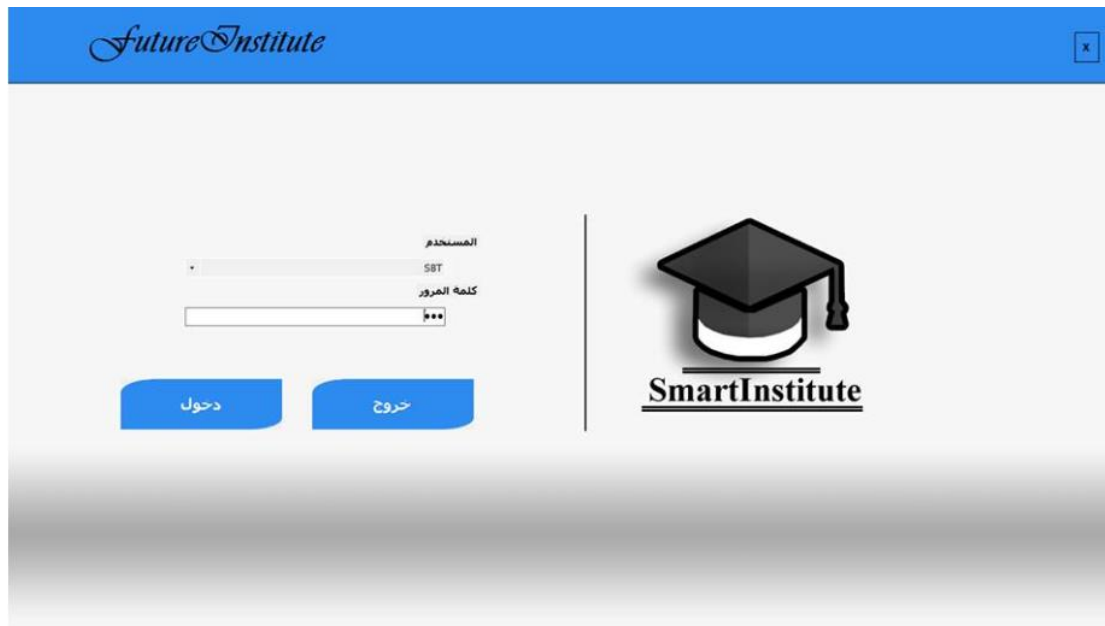 FutureInstitute
x
المستخدم
SBT
كلمة المرور
•••
خروج
دخول
SmartInstitute